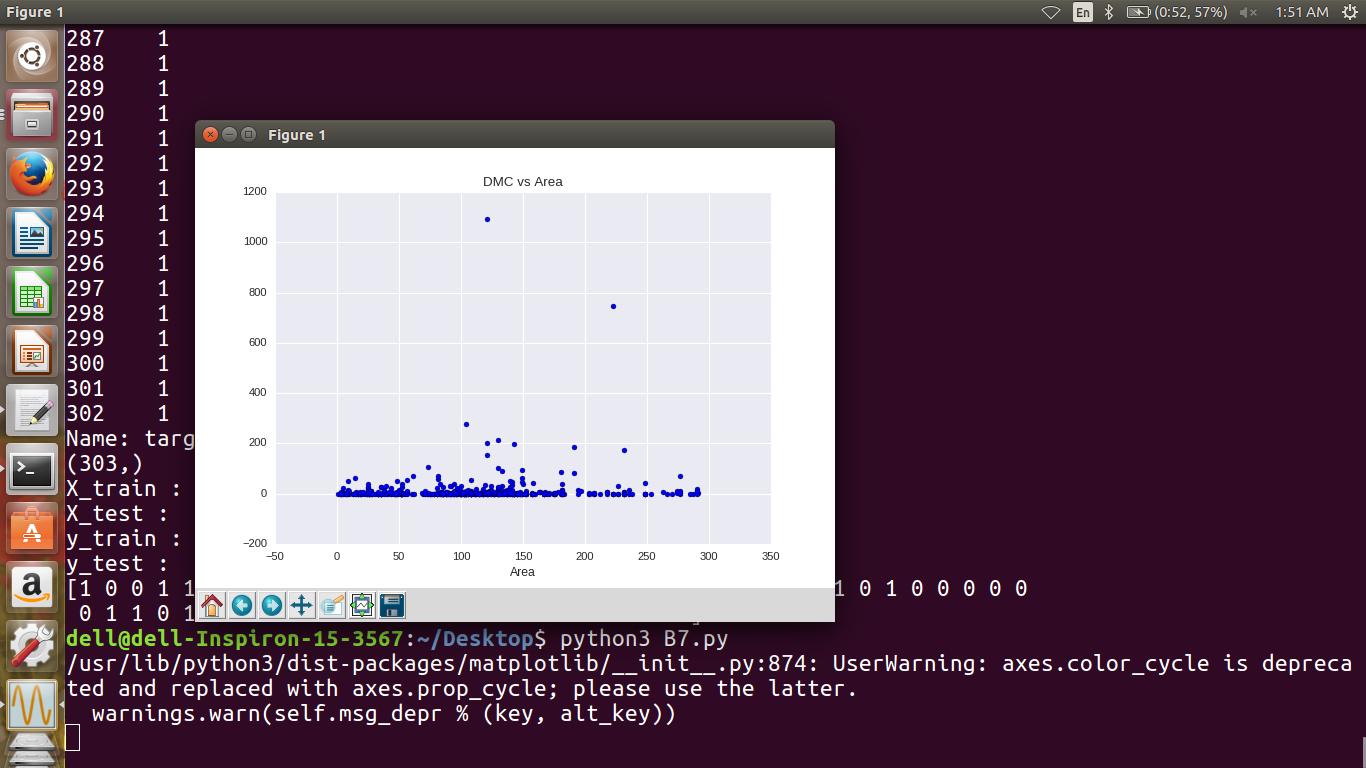 Figure 1
En
(0:52, 57%)
1:51 AM
287 1
288 1
289 1
290 1
291 1
292 1
293 1
294 1
295 1
296 1
297 1
298 1
299 1
300 1
301 1
302 1
Name: targ
(303,)
X_train :
X_test :
y_train :
y_test :
[1 0 0 1 1
1 0 1 0 0 0 0 0
0 1 1 0 1
Figure 1
DMC vs Area
1200
1000
800
600
400
200
0
−200
−50 0 50 100 150 200 250 300 350
Area
dell@dell-Inspiron-15-3567:~/Desktop$ python3 B7.py
/usr/lib/python3/dist-packages/matplotlib/__init__.py:874: UserWarning: axes.color_cycle is depreca
ted and replaced with axes.prop_cycle; please use the latter.
warnings.warn(self.msg_depr % (key, alt_key))